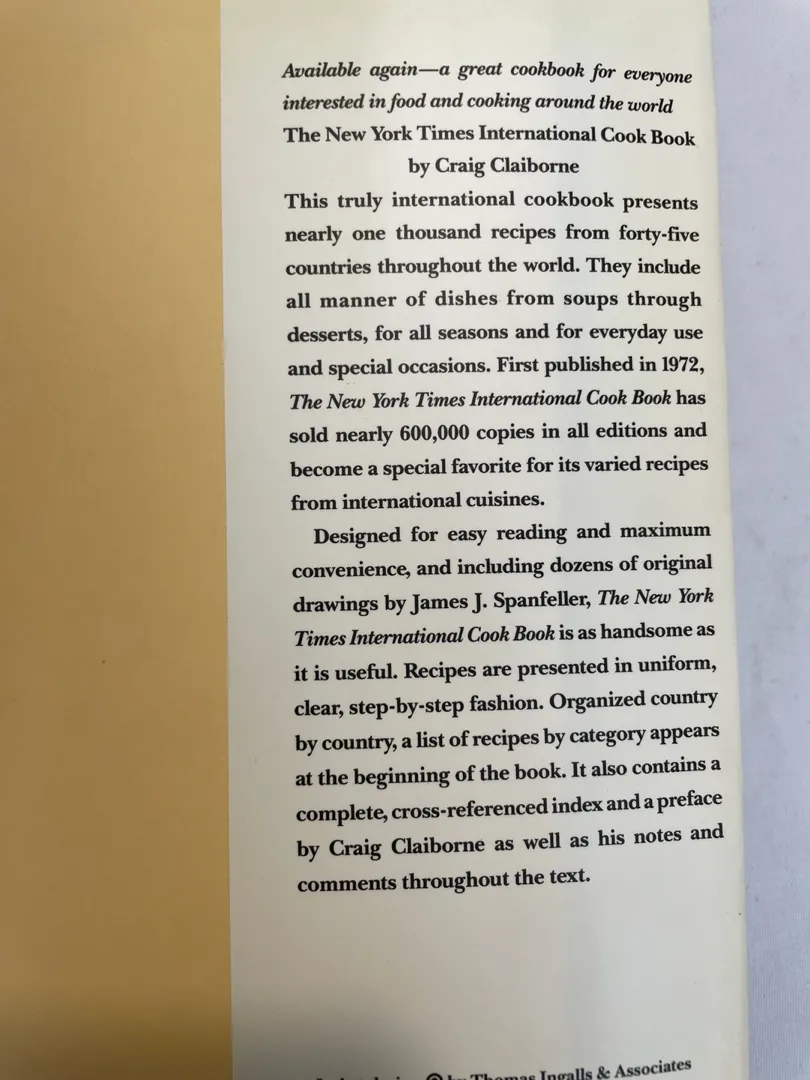 Available again—a great cookbook for everyone
interested in food and cooking around the world
The New York Times International Cook Book
by Craig Claiborne
This truly international cookbook presents
nearly one thousand recipes from forty-five
countries throughout the world. They include
all manner of dishes from soups through
desserts, for all seasons and for everyday use
and special occasions. First published in 1972,
The New York Times International Cook Book has
sold nearly 600,000 copies in all editions and
become a special favorite for its varied recipes
from international cuisines.
Designed for easy reading and maximum
convenience, and including dozens of original
drawings by James J. Spanfeller, The New York
Times International Cook Book is as handsome as
it is useful. Recipes are presented in uniform,
clear, step-by-step fashion. Organized country
by country, a list of recipes by category appears
at the beginning of the book. It also contains a
complete, cross-referenced index and a preface
by Craig Claiborne as well as his notes and
comments throughout the text.
by Thomas Ingalls & Associates